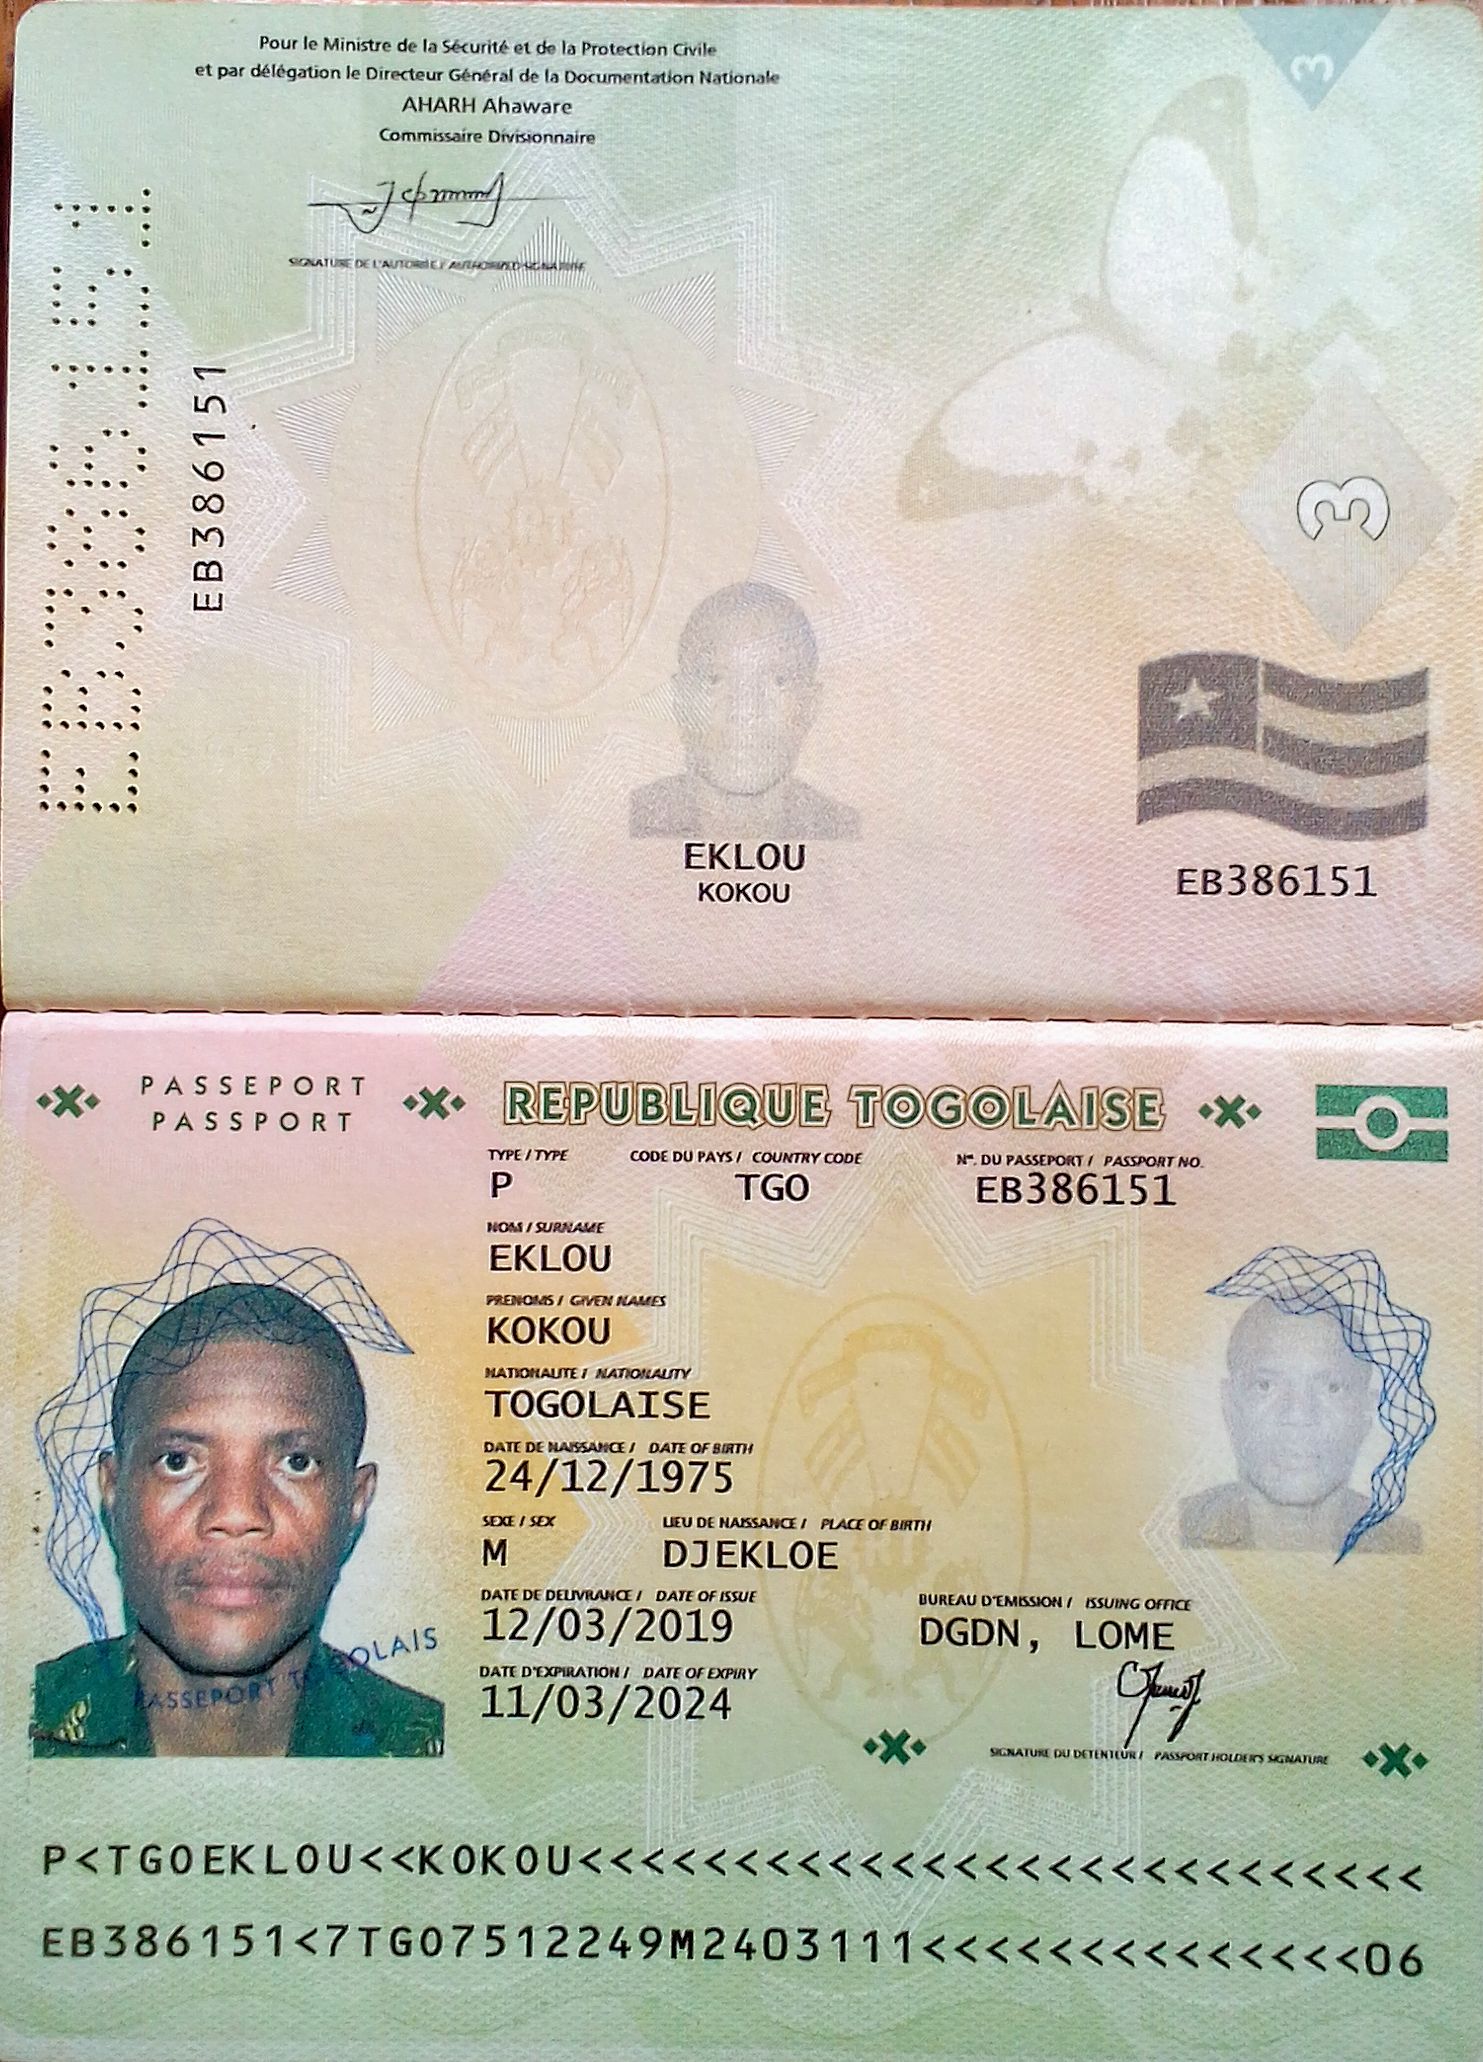 Pour le Ministre de la Sécurité et de la Protection Civile
et par délégation le Directeur Général de la Documentation Nationale
AHARH Ahaware
Commissaire Divisionnaire
SIGNATURE DE L'AUTORITE / AUTHORIZED SIGNATURE
3
EB386151
EB386151
3
EKLOU
KOKOU
EB386151
PASSEPORT
PASSPORT
REPUBLIQUE TOGOLAISE
TYPE / TYPE CODE DU PAYS / COUNTRY CODE Nº. DU PASSEPORT / PASSPORT NO.
P TGO EB386151
NOM / SURNAME
EKLOU
PRENOMS / GIVEN NAMES
KOKOU
NATIONALITE / NATIONALITY
TOGOLAISE
DATE DE NAISSANCE / DATE OF BIRTH
24/12/1975
SEXE / SEX LIEU DE NAISSANCE / PLACE OF BIRTH
M DJEKLOE
DATE DE DELIVRANCE / DATE OF ISSUE BUREAU D'EMISSION / ISSUING OFFICE
12/03/2019 DGDN, LOME
DATE D'EXPIRATION / DATE OF EXPIRY
11/03/2024
PASSEPORT TOGOLAIS
SIGNATURE DU DETENTEUR / PASSPORT HOLDER'S SIGNATURE
P<TGOEKLOU<<KOKOU<<<<<<<<<<<<<<<<<<<<<<<<<<<
EB386151<7TGO7512249M2403111<<<<<<<<<<<<<<06